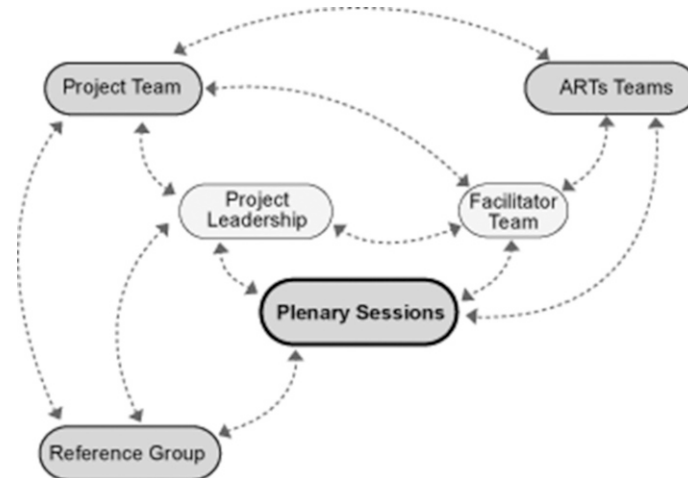 Project Team
ARTs Teams
Project
Leadership
Facilitator
Team
Plenary Sessions
Reference Group